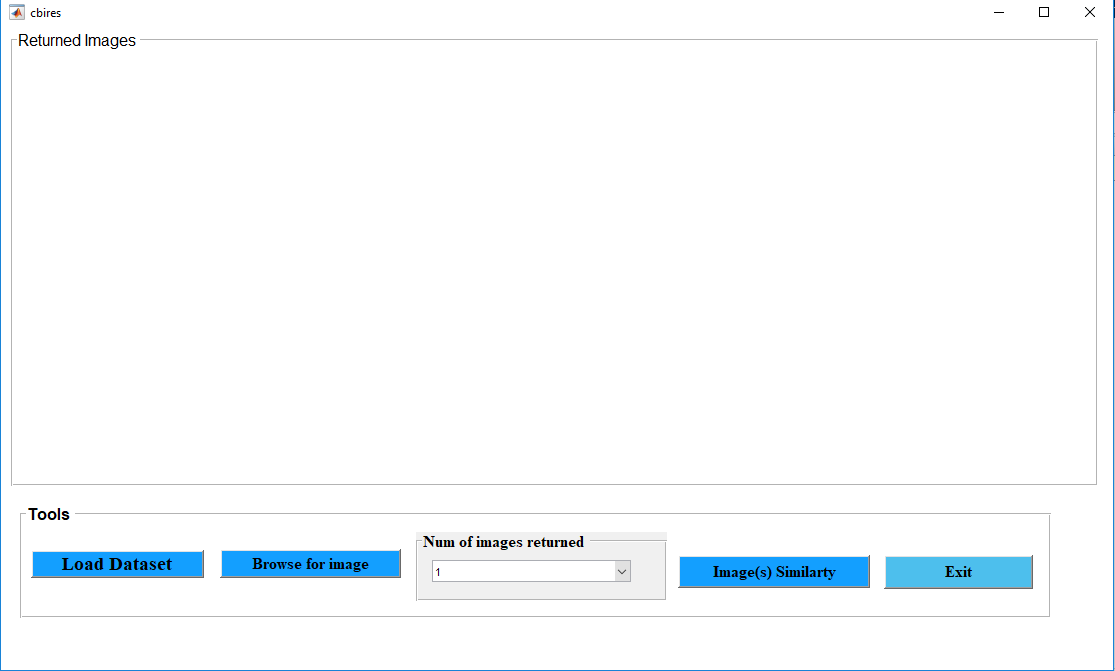 cbires
Returned Images
Tools
Load Dataset
Browse for image
Num of images returned
1
Image(s) Similarty
Exit